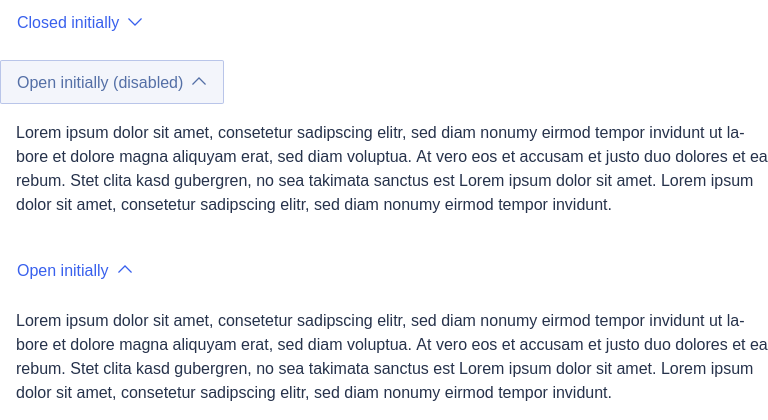 Closed initially
Open initially (disabled)
Lorem ipsum dolor sit amet, consetetur sadipscing elitr, sed diam nonumy eirmod tempor invidunt ut la-
bore et dolore magna aliquyam erat, sed diam voluptua. At vero eos et accusam et justo duo dolores et ea
rebum. Stet clita kasd gubergren, no sea takimata sanctus est Lorem ipsum dolor sit amet. Lorem ipsum
dolor sit amet, consetetur sadipscing elitr, sed diam nonumy eirmod tempor invidunt.
Open initially
Lorem ipsum dolor sit amet, consetetur sadipscing elitr, sed diam nonumy eirmod tempor invidunt ut la-
bore et dolore magna aliquyam erat, sed diam voluptua. At vero eos et accusam et justo duo dolores et ea
rebum. Stet clita kasd gubergren, no sea takimata sanctus est Lorem ipsum dolor sit amet. Lorem ipsum
dolor sit amet, consetetur sadipscing elitr, sed diam nonumy eirmod tempor invidunt.